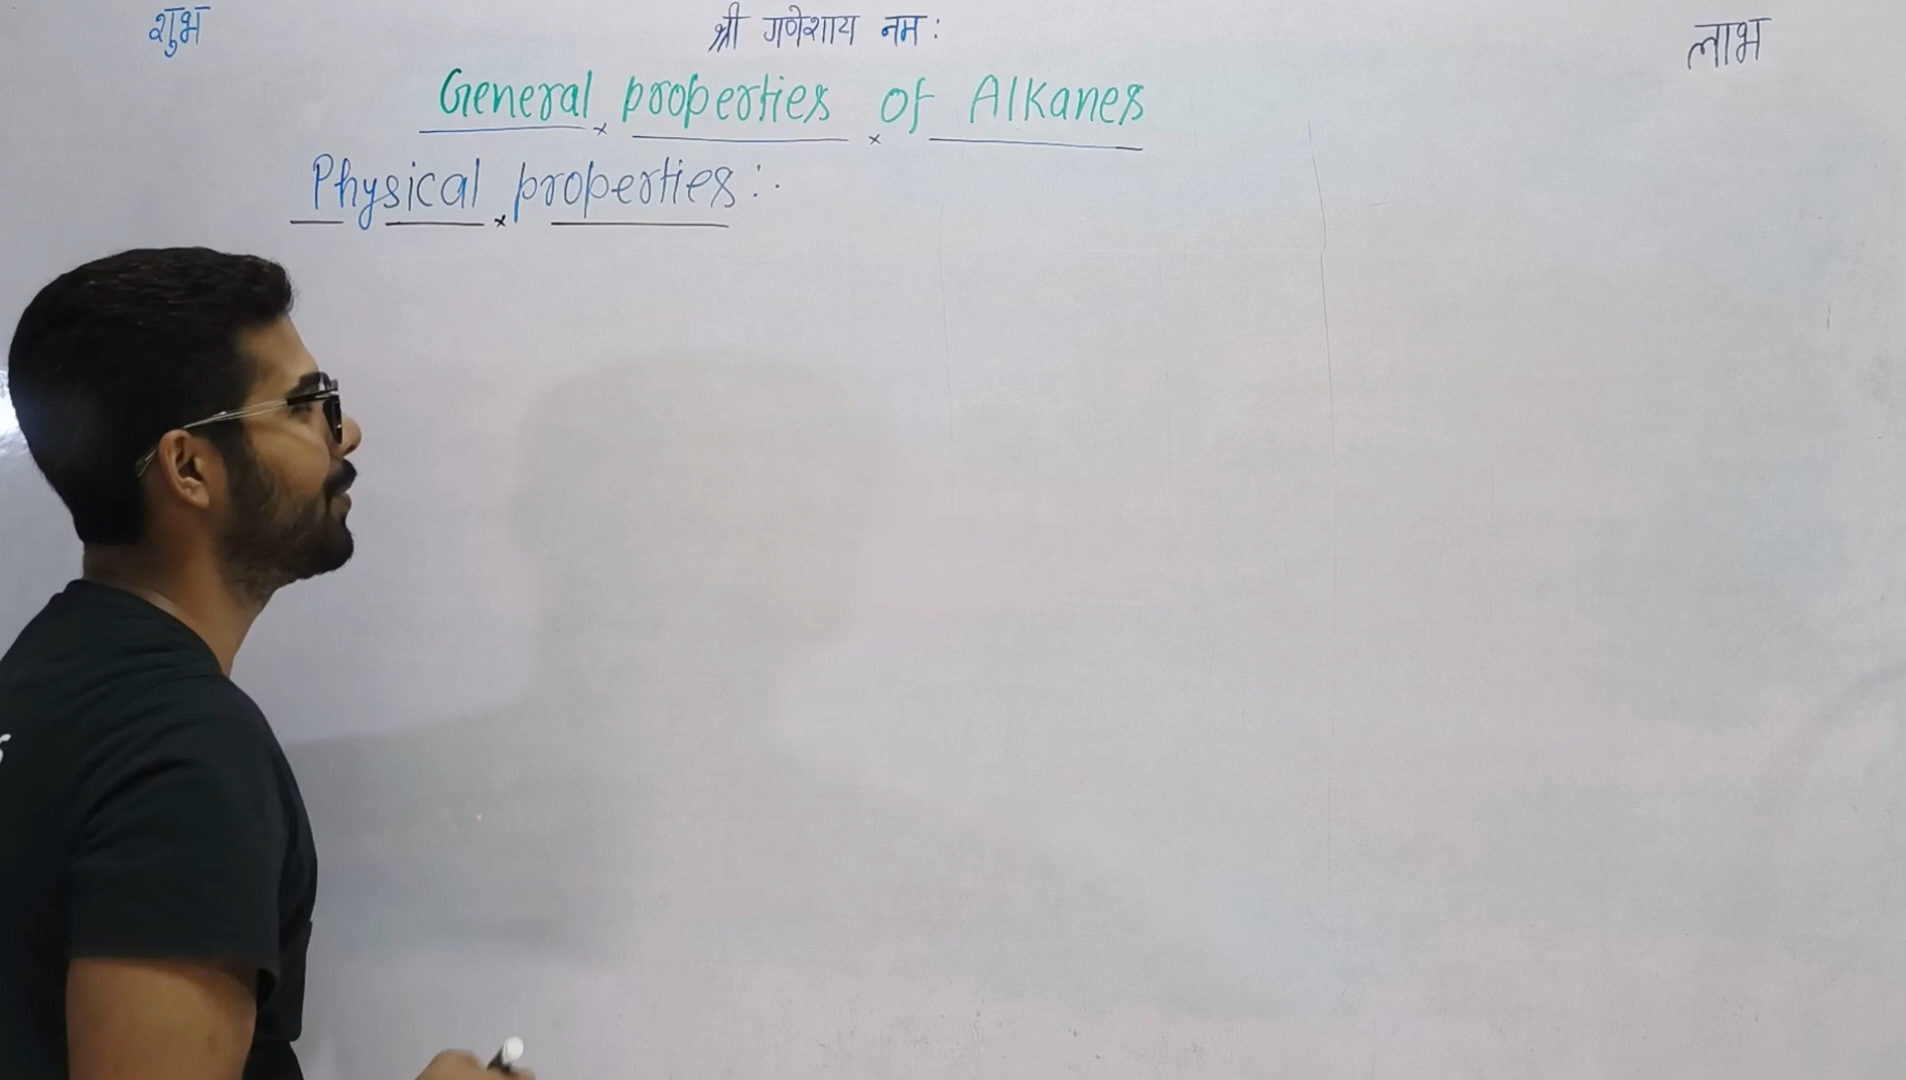 शुभ श्री गणेशाय नम: लाभ
General properties of Alkanes
Physical properties:.